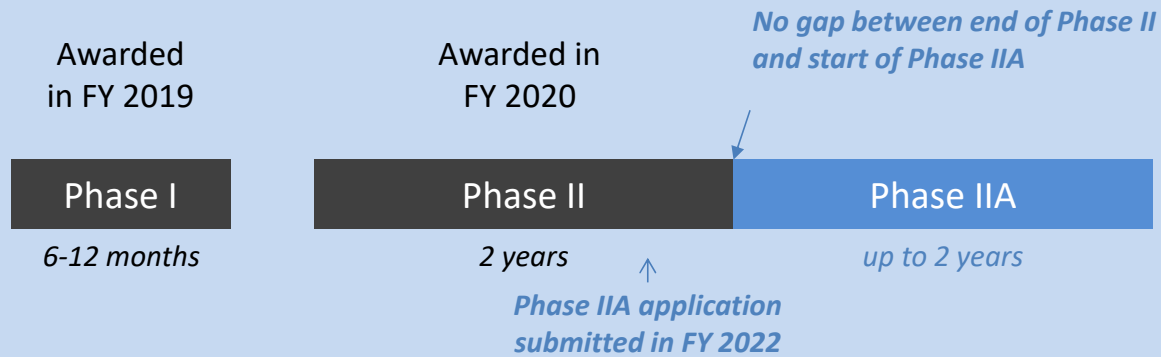 Awarded
in FY 2019
Awarded in
FY 2020
No gap between end of Phase II
and start of Phase IIA
Phase I
Phase II
Phase IIA
6-12 months
2 years
up to 2 years
Phase IIA application
submitted in FY 2022